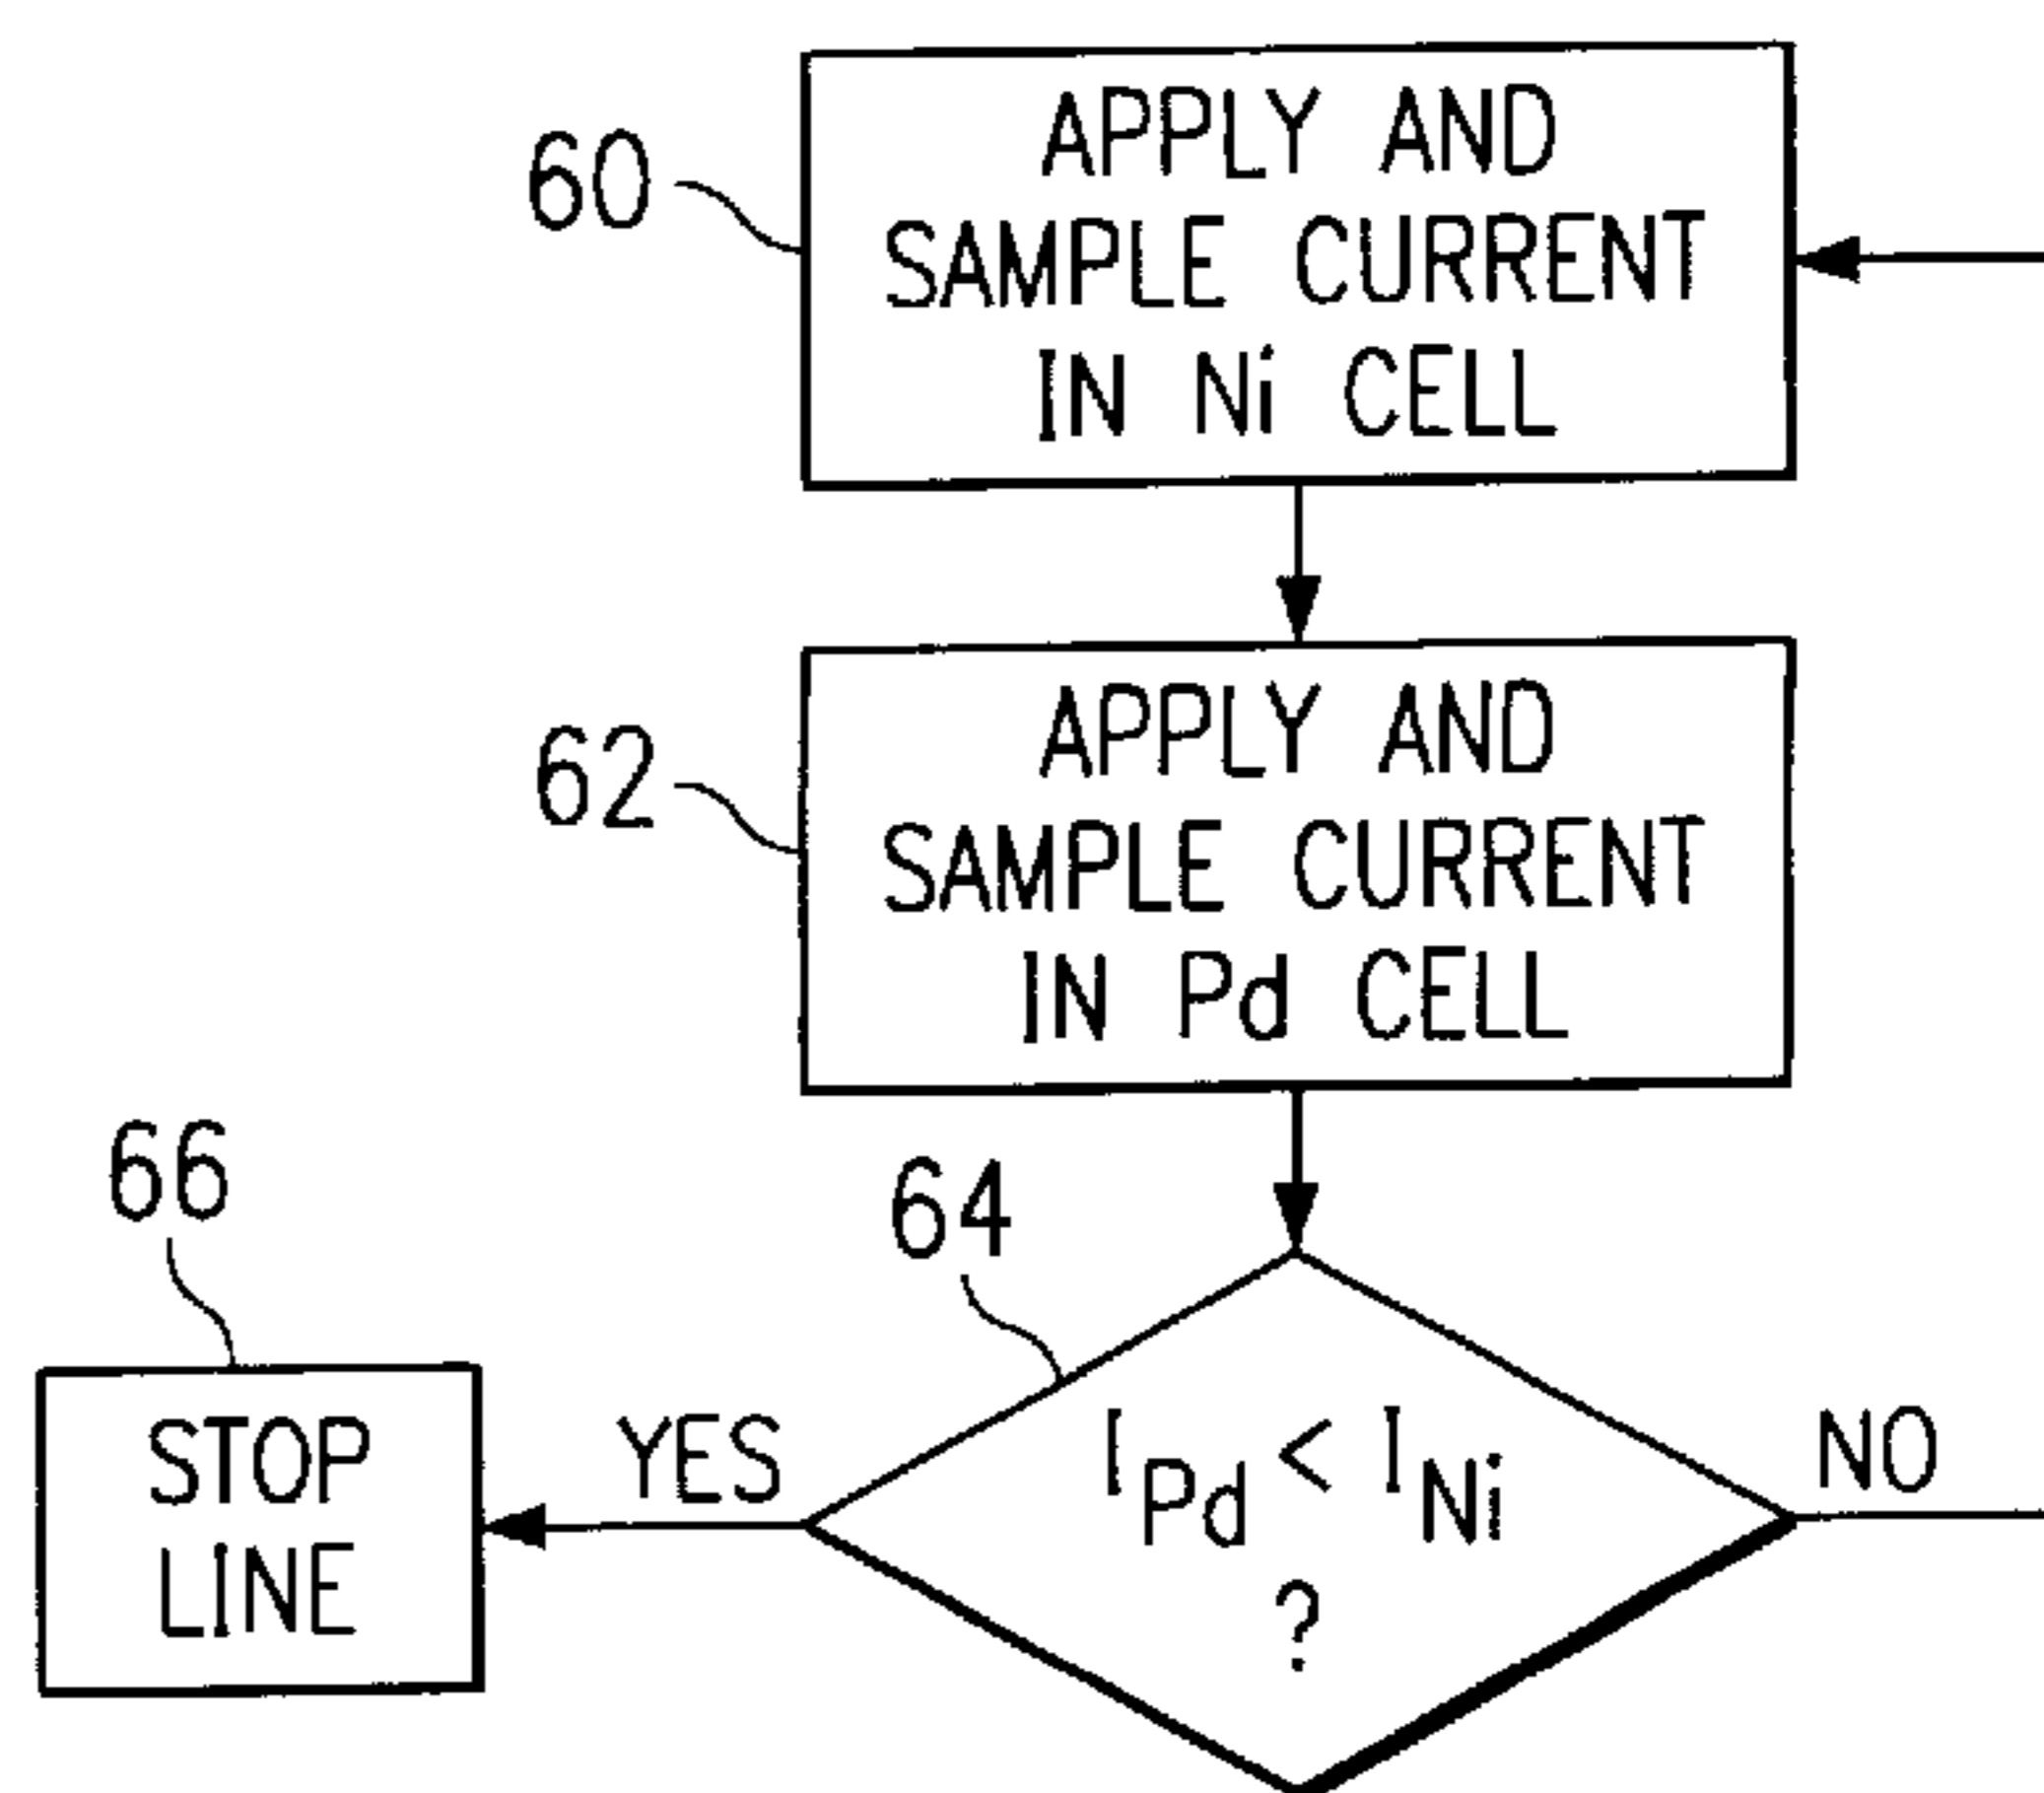 60
APPLY AND
SAMPLE CURRENT
IN Ni CELL
62
APPLY AND
SAMPLE CURRENT
IN Pd CELL
66
64
STOP
LINE
YES
I Pd < I Ni
?
NO